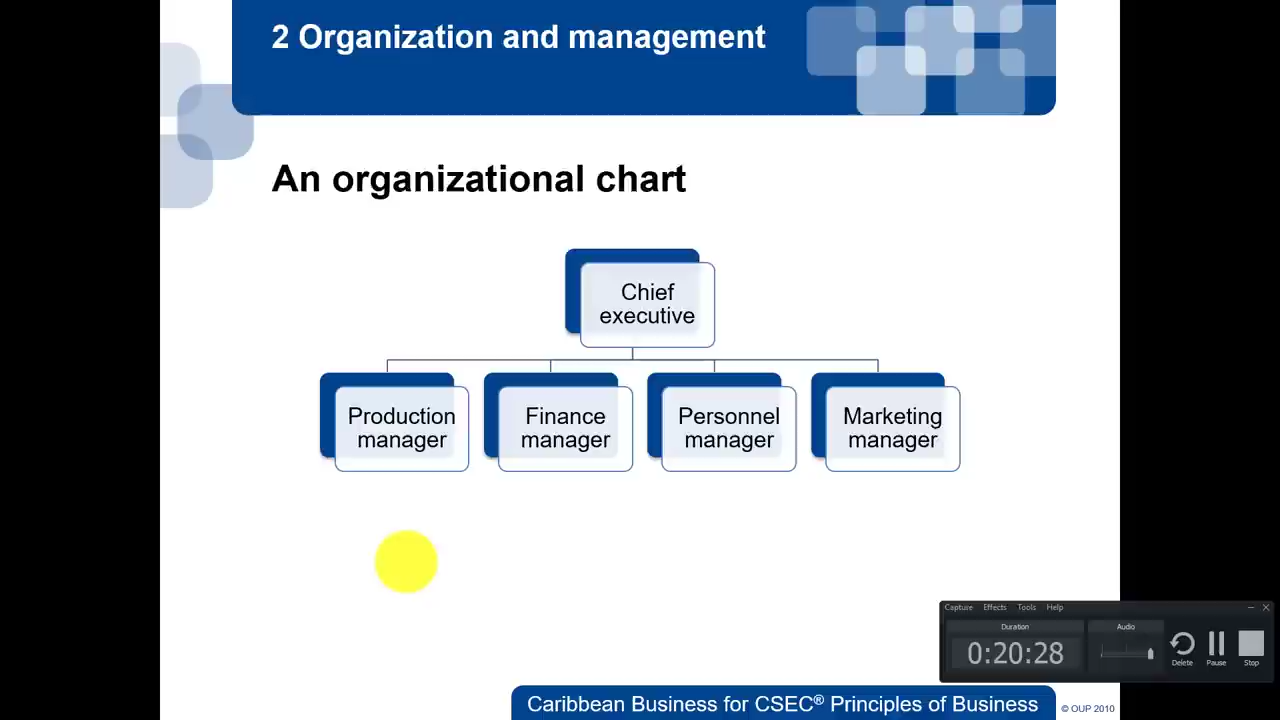 2 Organization and management
An organizational chart
Chief
executive
Production
manager
Finance
manager
Personnel
manager
Marketing
manager
Capture Effects Tools Help
Duration
Audio
0:20:28
Delete
Pause
Stop
Caribbean Business for CSEC® Principles of Business
© OUP 2010